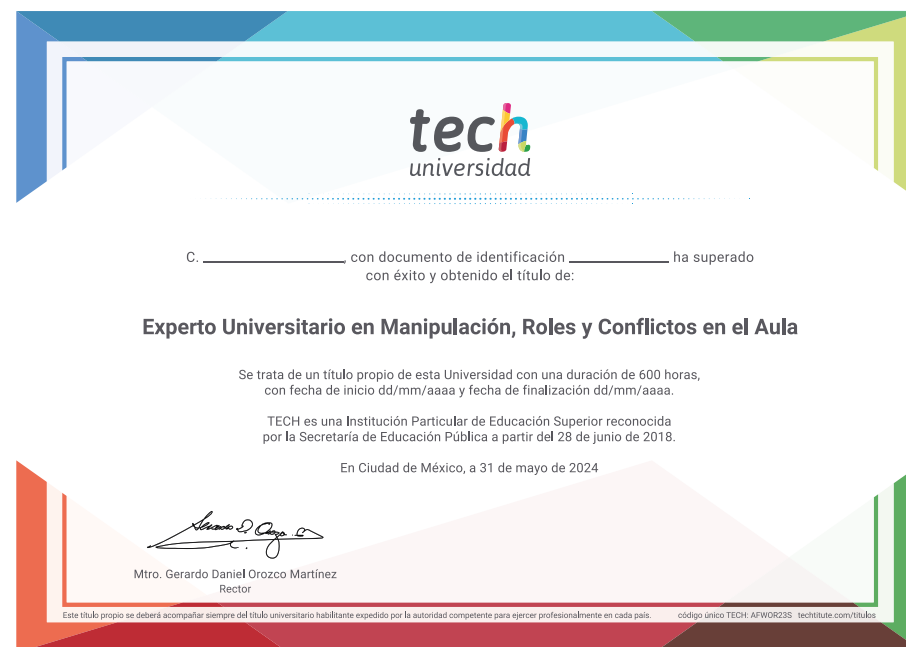 tech
universidad
C. ____________, con documento de identificación ____________ ha superado
con éxito y obtenido el título de:
Experto Universitario en Manipulación, Roles y Conflictos en el Aula
Se trata de un título propio de esta Universidad con una duración de 600 horas,
con fecha de inicio dd/mm/aaaa y fecha de finalización dd/mm/aaaa.
TECH es una Institución Particular de Educación Superior reconocida
por la Secretaría de Educación Pública a partir del 28 de junio de 2018.
En Ciudad de México, a 31 de mayo de 2024
Mtro. Gerardo Daniel Orozco Martínez
Rector
Este título propio se deberá acompañar siempre del título universitario habilitante expedido por la autoridad competente para ejercer profesionalmente en cada país. código único TECH: AFWOR23S techtitute.com/titulos